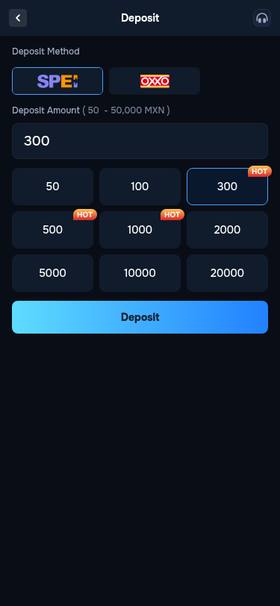 Deposit
Deposit Method
SPEI
OXXO
Deposit Amount ( 50 - 50,000 MXN )
300
HOT
50 100 300
HOT HOT
500 1000 2000
5000 10000 20000
Deposit